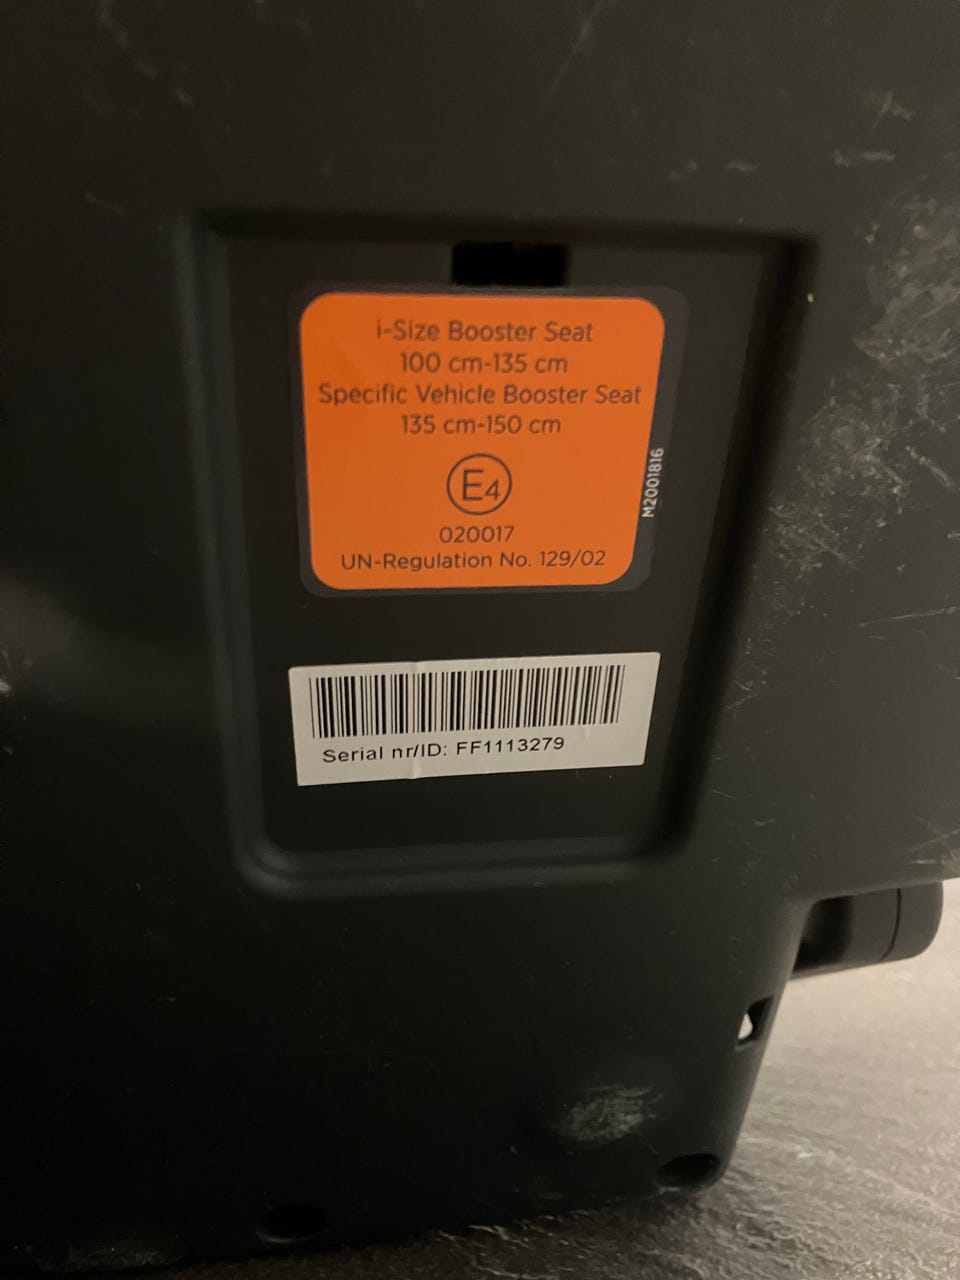 i-Size Booster Seat
100 cm-135 cm
Specific Vehicle Booster Seat
135 cm-150 cm
E4
020017
UN-Regulation No. 129/02
M2001816
Serial nr/ID: FF1113279